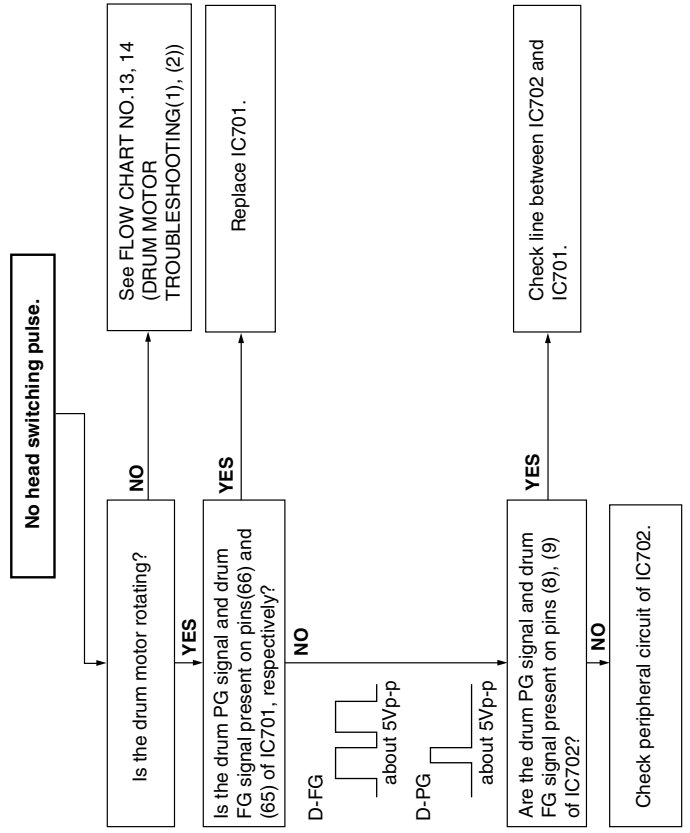 No head switching pulse.
Is the drum motor rotating?
NO
See FLOW CHART NO.13, 14
(DRUM MOTOR
TROUBLESHOOTING(1), (2))
YES
Is the drum PG signal and drum
FG signal present on pins(66) and
(65) of IC701, respectively?
YES
Replace IC701.
NO
D-FG
about 5Vp-p
D-PG
about 5Vp-p
Are the drum PG signal and drum
FG signal present on pins (8), (9)
of IC702?
YES
Check line between IC702 and
IC701.
NO
Check peripheral circuit of IC702.